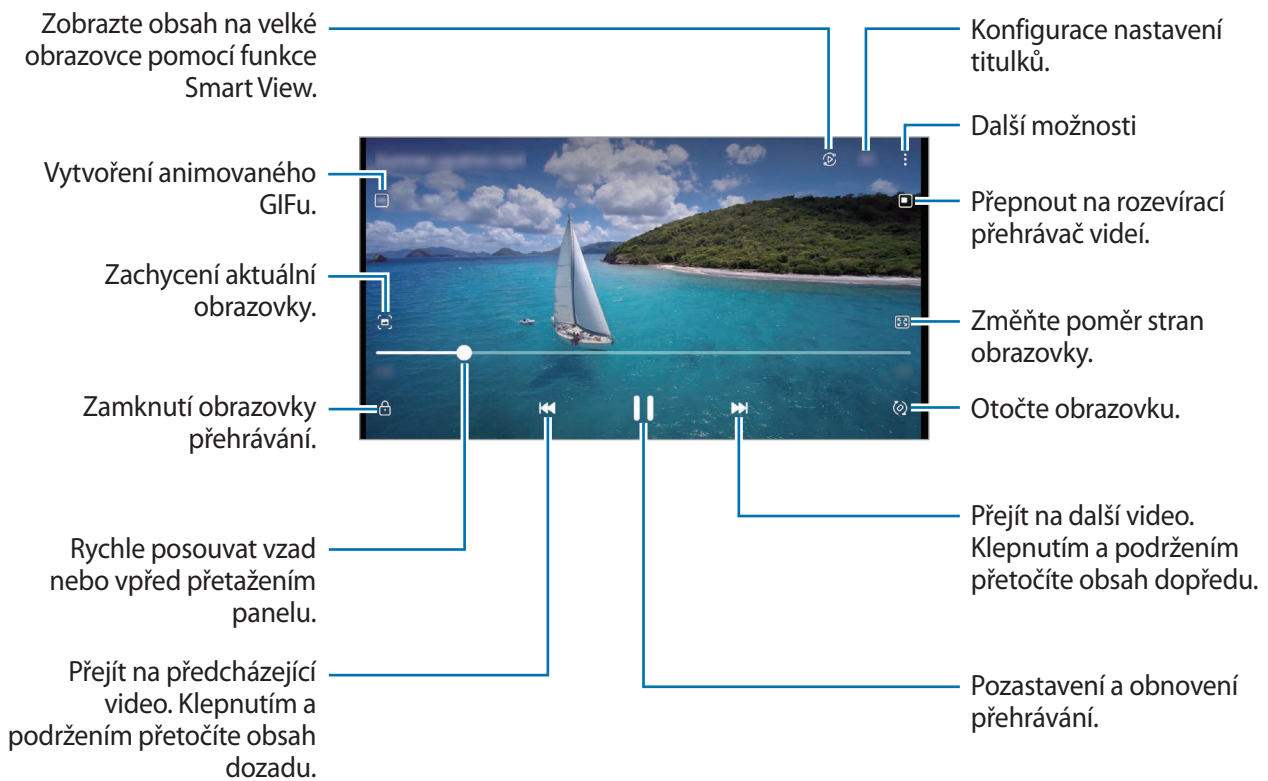 Zobrazte obsah na velké
obrazovce pomocí funkce
Smart View.
Vytvoření animovaného
GIFu.
Zachycení aktuální
obrazovky.
Zamknutí obrazovky
přehrávání.
Rychle posouvat vzad
nebo vpřed přetažením
panelu.
Přejít na předcházející
video. Klepnutím a
podržením přetočíte obsah
dozadu.
Konfigurace nastavení
titulků.
Další možnosti
Přepnout na rozevírací
přehrávač videí.
Změňte poměr stran
obrazovky.
Otočte obrazovku.
Přejít na další video.
Klepnutím a podržením
přetočíte obsah dopředu.
Pozastavení a obnovení
přehrávání.